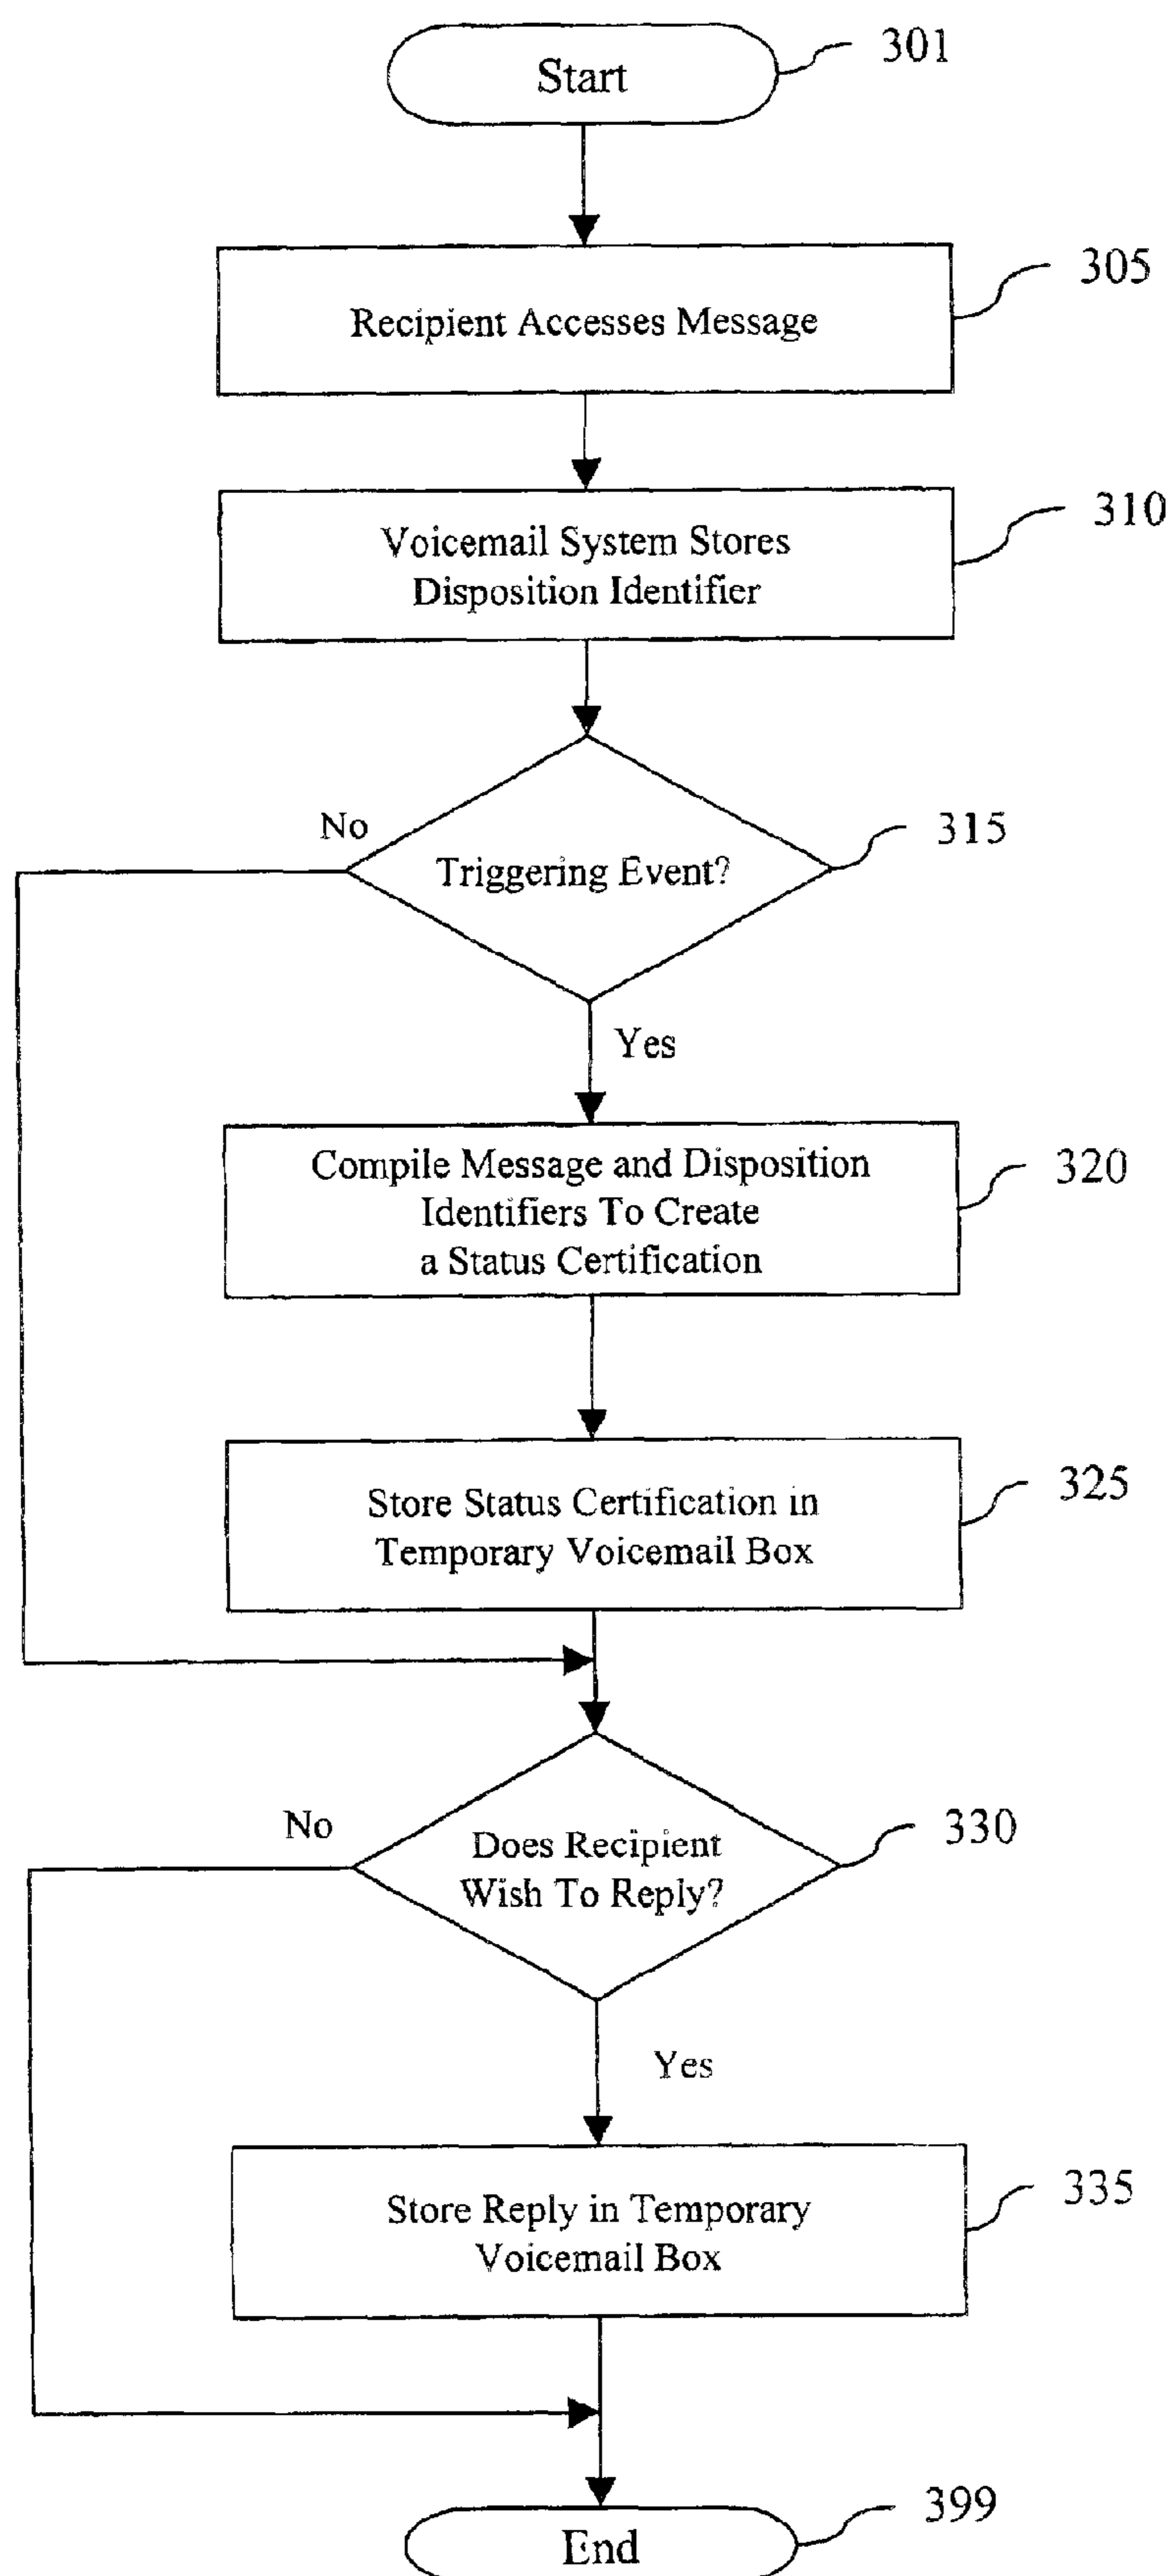 Start
301
Recipient Accesses Message
305
Voicemail System Stores
Disposition Identifier
310
No
Triggering Event?
315
Yes
Compile Message and Disposition
Identifiers To Create
a Status Certification
320
Store Status Certification in
Temporary Voicemail Box
325
No
Does Recipient
Wish To Reply?
330
Yes
Store Reply in Temporary
Voicemail Box
335
End
399